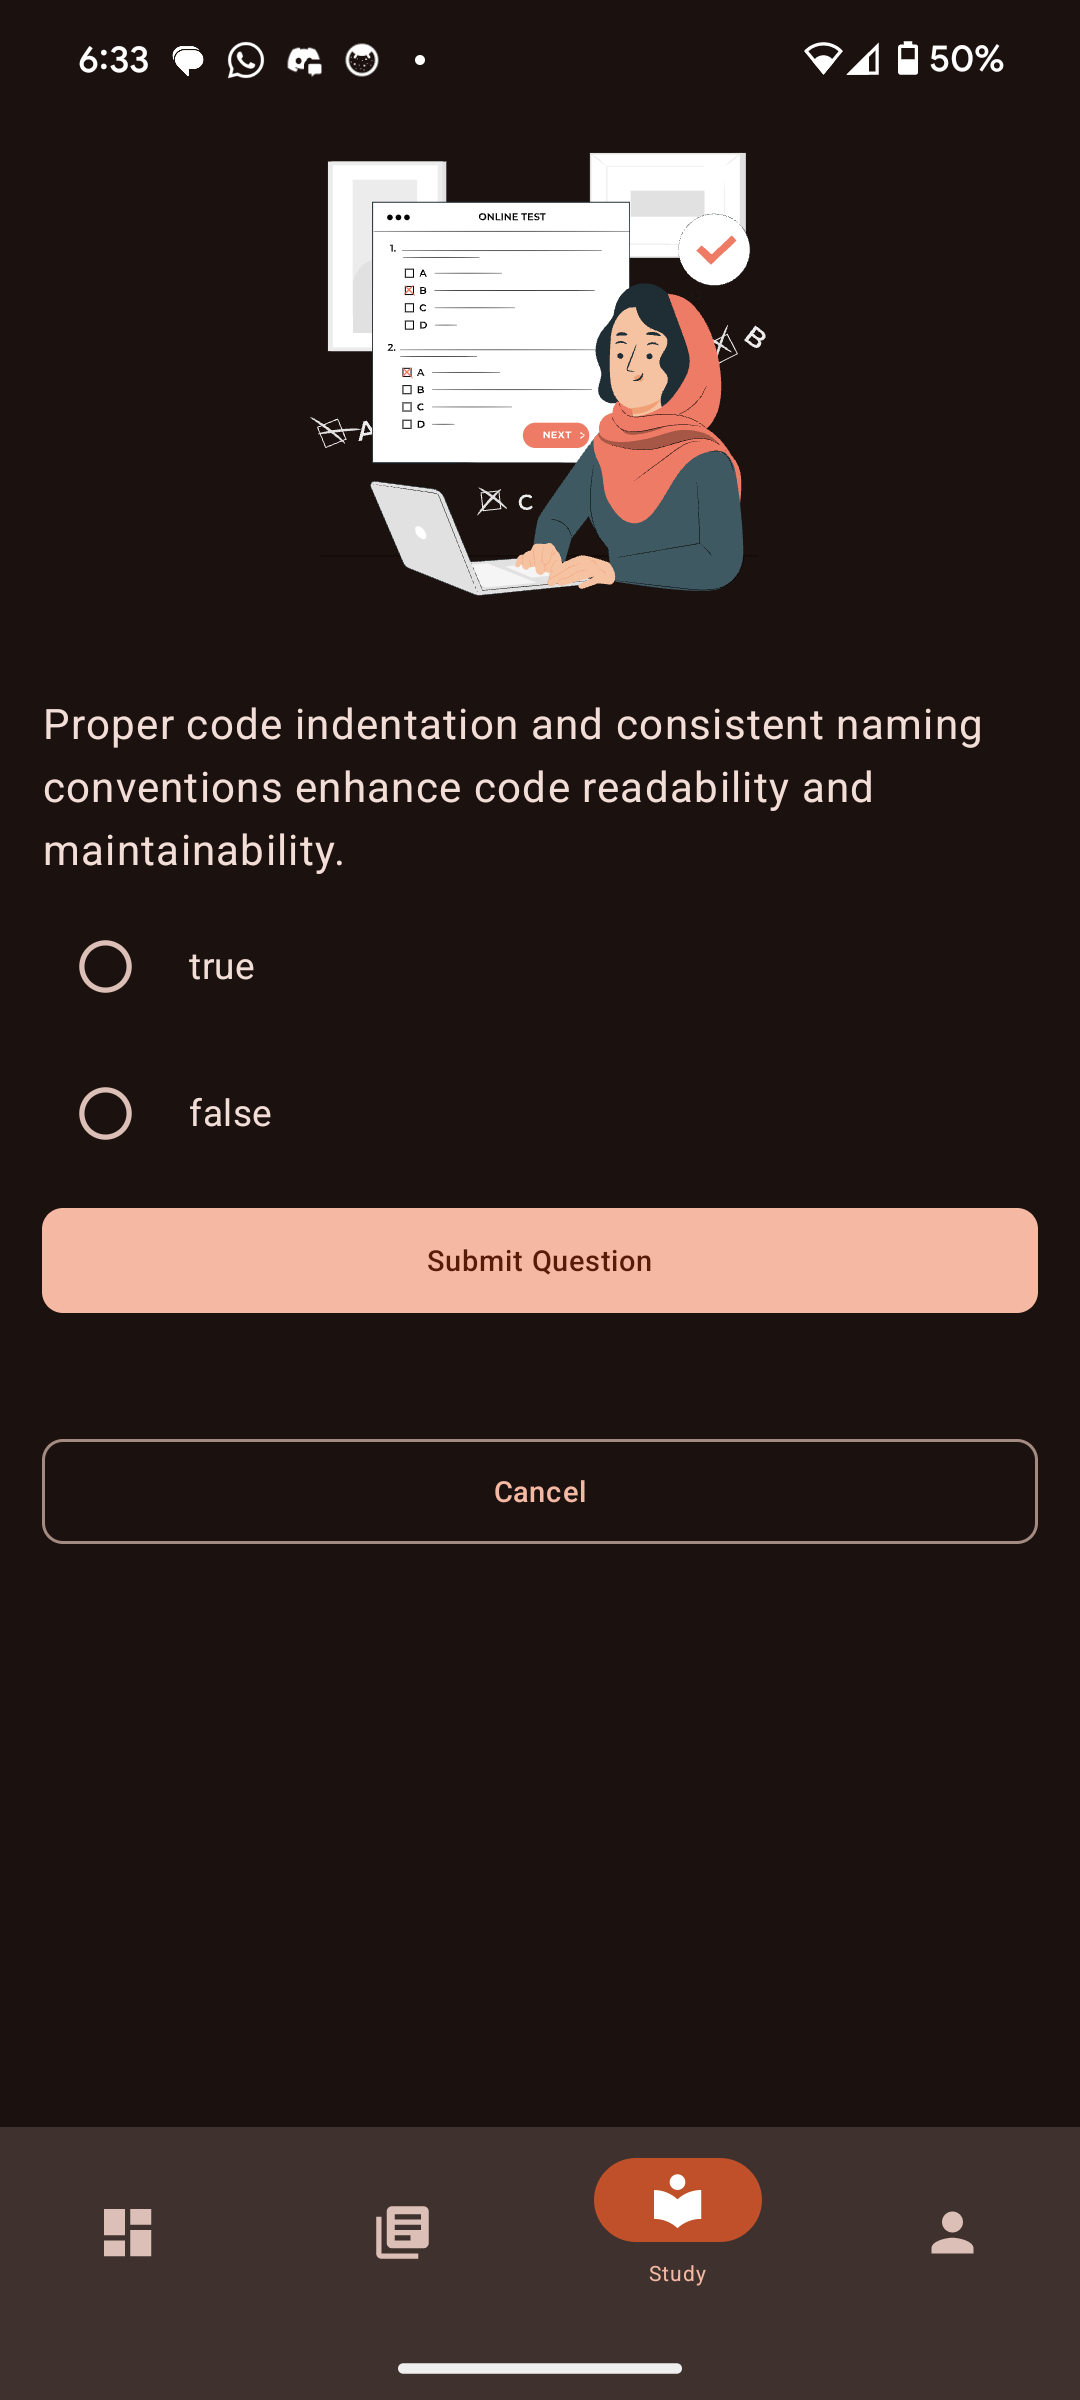 6:33
50%
ONLINE TEST
1.
A
B
C
D
2.
A
B
C
D
NEXT >
B
A
C
Proper code indentation and consistent naming
conventions enhance code readability and
maintainability.
true
false
Submit Question
Cancel
Study